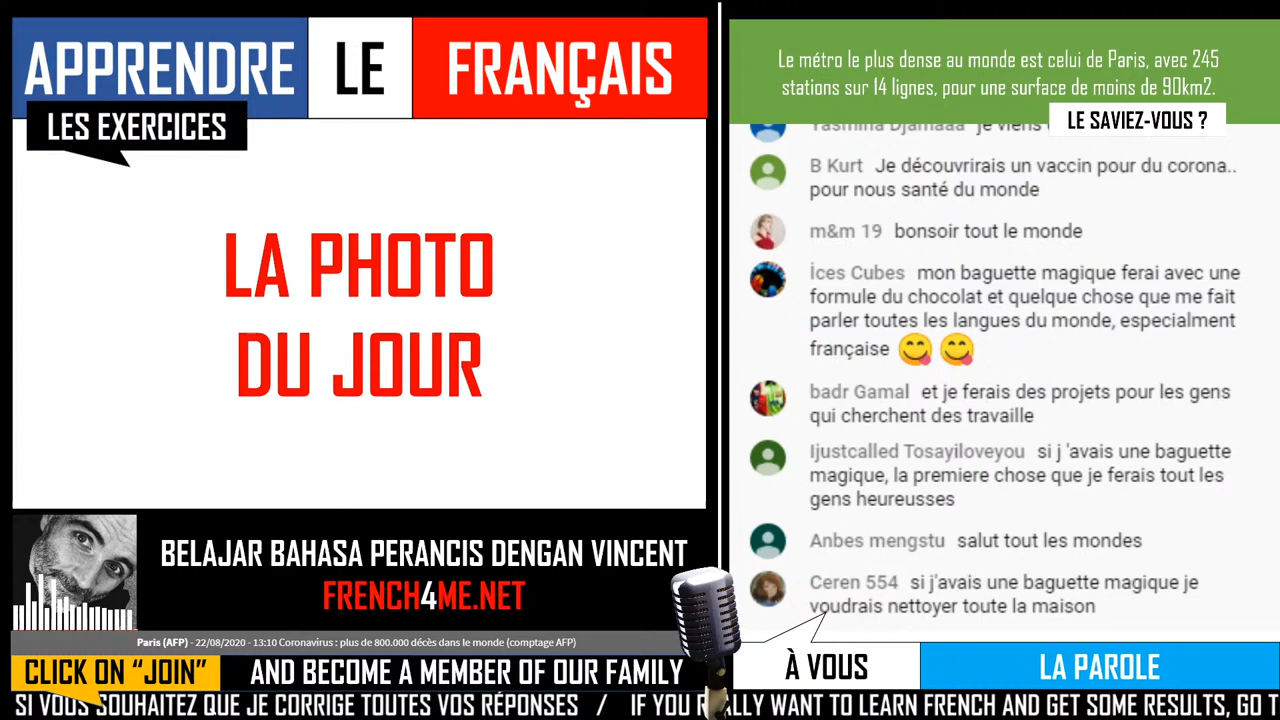 APPRENDRE LE FRANÇAIS
LES EXERCICES
LA PHOTO
DU JOUR
BELAJAR BAHASA PERANCIS DENGAN VINCENT
FRENCH4ME.NET
Paris (AFP) - 22/08/2020 - 13:10 Coronavirus : plus de 800.000 décès dans le monde (comptage AFP)
CLICK ON “JOIN” AND BECOME A MEMBER OF OUR FAMILY
Le métro le plus dense au monde est celui de Paris, avec 245
stations sur 14 lignes, pour une surface de moins de 90km2.
LE SAVIEZ-VOUS ?
Yasmina Djamaaa je viens
B Kurt Je découvrirais un vaccin pour du corona..
pour nous santé du monde
m&m 19 bonsoir tout le monde
İces Cubes mon baguette magique ferai avec une
formule du chocolat et quelque chose que me fait
parler toutes les langues du monde, especialment
française 😋 😋
badr Gamal et je ferais des projets pour les gens
qui cherchent des travaille
Ijustcalled Tosayiloveyou si j 'avais une baguette
magique, la premiere chose que je ferais tout les
gens heureusses
Anbes mengstu salut tout les mondes
Ceren 554 si j'avais une baguette magique je
voudrais nettoyer toute la maison
À VOUS LA PAROLE
SI VOUS SOUHAITEZ QUE JE CORRIGE TOUTES VOS RÉPONSES / IF YOU WANT TO LEARN FRENCH AND GET SOME RESULTS, GO